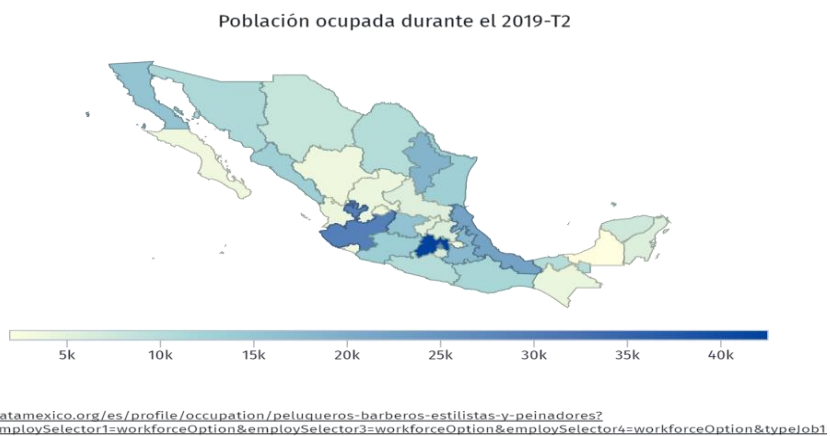 Población ocupada durante el 2019-T2
5k 10k 15k 20k 25k 30k 35k 40k
atamexico.org/es/profile/occupation/peluqueros-barberos-estilistas-y-peinadores?
mploySelector1=workforceOption&employSelector3=workforceOption&employSelector4=workforceOption&typeJob1